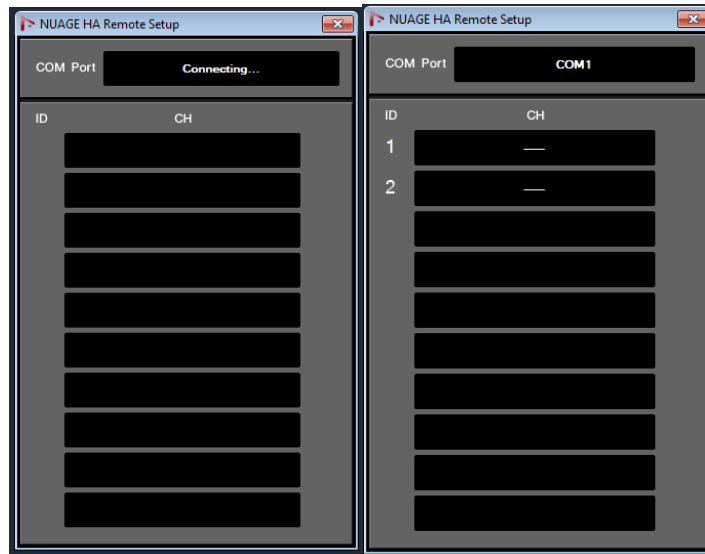 NUAGE HA Remote Setup
COM Port Connecting...
ID CH
NUAGE HA Remote Setup
COM Port COM1
ID CH
1 —
2 —